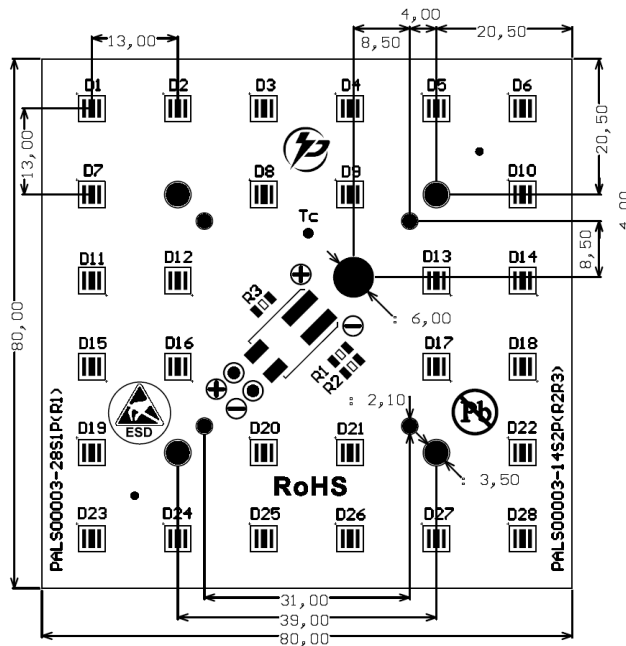 4,00
13,00
8,50
20,50
D1 D2 D3 D4 D5 D6
13,00
20,50
D7 D8 D9 D10
4,00
Tc
8,50
D11 D12 D13 D14
R3
: 6,00
80,00
D15 D16 D17 D18
R1
R2
: 2,10
ESD
Pb
PALS00003-28S1P(R1)
PALS00003-14S2P(R2R3)
D19 D20 D21 D22
RoHS
: 3,50
D23 D24 D25 D26 D27 D28
31,00
39,00
80,00